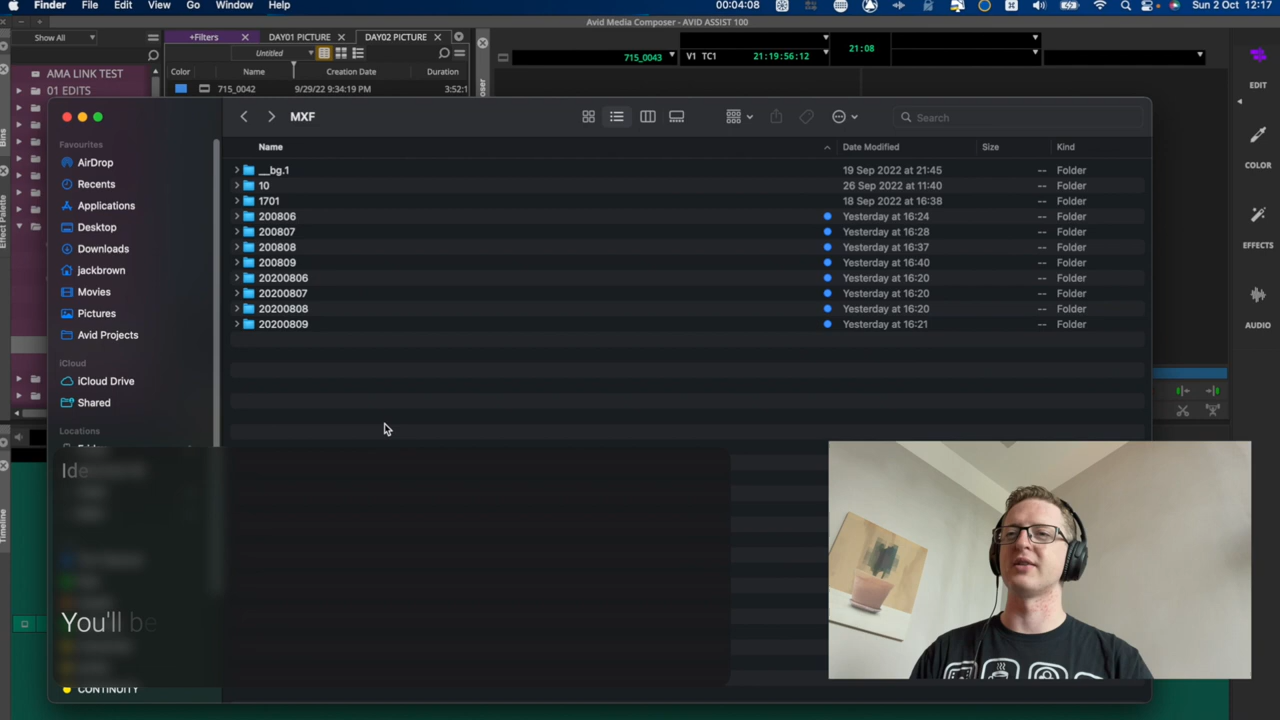 Finder File Edit View Go Window Help
00:04:08
Sun 2 Oct 12:17
Avid Media Composer - AVID ASSIST 100
Show All
+Filters DAY01 PICTURE DAY02 PICTURE
Untitled
Color Name Creation Date Duration
715_0042 9/29/22 9:34:19 PM 3:52:1
AMA LINK TEST
01 EDITS
Bins
Effect Palette
Timeline
715_0043
V1 TC1 21:19:56:12
21:08
EDIT
COLOR
EFFECTS
AUDIO
MXF
Search
Name Date Modified Size Kind
__bg.1 19 Sep 2022 at 21:45 -- Folder
10 26 Sep 2022 at 11:40 -- Folder
1701 18 Sep 2022 at 16:38 -- Folder
200806 Yesterday at 16:24 -- Folder
200807 Yesterday at 16:28 -- Folder
200808 Yesterday at 16:37 -- Folder
200809 Yesterday at 16:40 -- Folder
20200806 Yesterday at 16:20 -- Folder
20200807 Yesterday at 16:20 -- Folder
20200808 Yesterday at 16:20 -- Folder
20200809 Yesterday at 16:21 -- Folder
Favourites
AirDrop
Recents
Applications
Desktop
Downloads
jackbrown
Movies
Pictures
Avid Projects
iCloud
iCloud Drive
Shared
Locations
Ide
You'll be
CONTINUITY